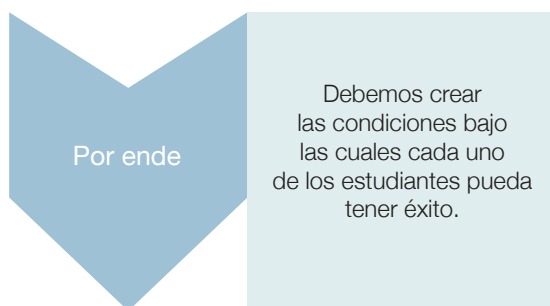 Por ende
Debemos crear
las condiciones bajo
las cuales cada uno
de los estudiantes pueda
tener éxito.